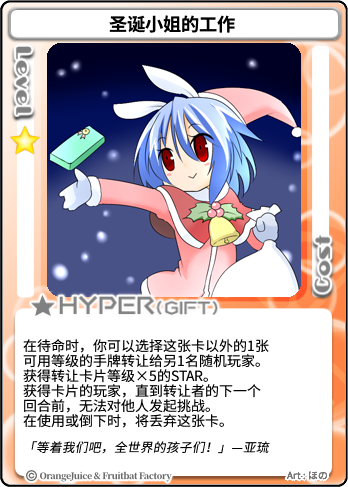 圣诞小姐的工作
Level
Cost
HYPER(GIFT)
在待命时，你可以选择这张卡以外的1张
可用等级的手牌转让给另1名随机玩家。
获得转让卡片等级×5的STAR。
获得卡片的玩家，直到转让者的下一个
回合前，无法对他人发起挑战。
在使用或倒下时，将丢弃这张卡。
「等着我们吧，全世界的孩子们！」—亚琉
© OrangeJuice & Fruitbat Factory
Art : ほの